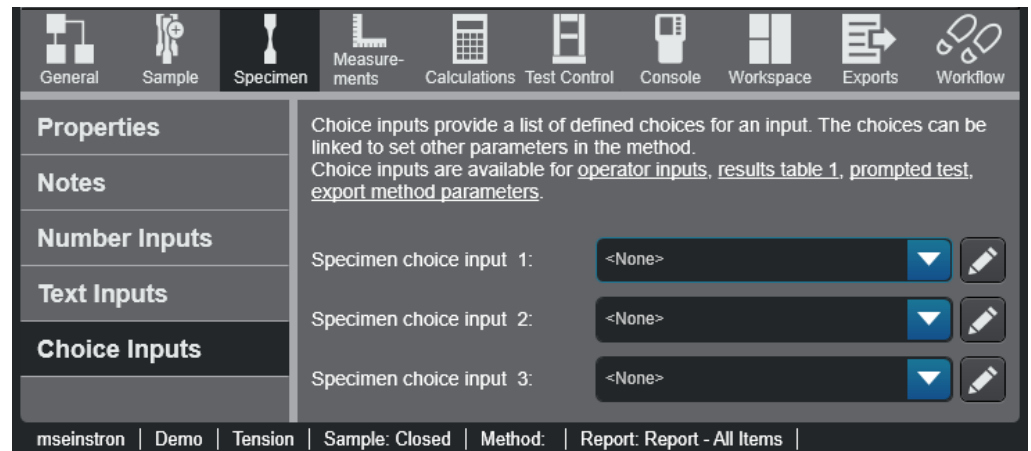 General
Sample
Specimen
Measure-
ments
Calculations
Test Control
Console
Workspace
Exports
Workflow
Properties
Notes
Number Inputs
Text Inputs
Choice Inputs
Choice inputs provide a list of defined choices for an input. The choices can be
linked to set other parameters in the method.
Choice inputs are available for operator inputs, results table 1, prompted test,
export method parameters.
Specimen choice input 1: <None>
Specimen choice input 2: <None>
Specimen choice input 3: <None>
mseinstron | Demo | Tension | Sample: Closed | Method: | Report: Report - All Items |